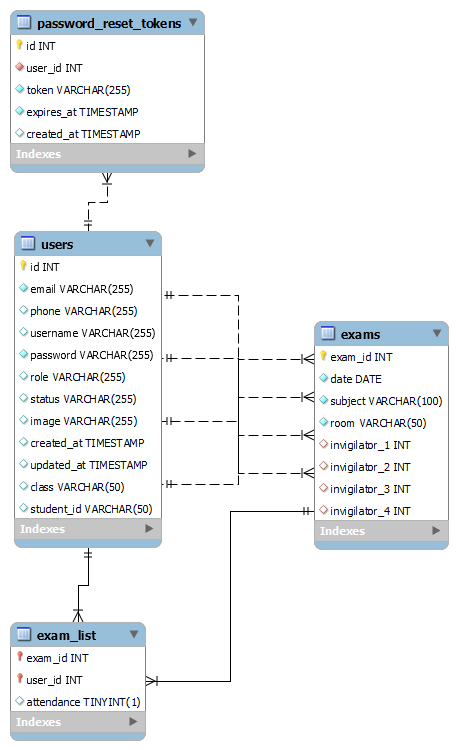 password_reset_tokens
id INT
user_id INT
token VARCHAR(255)
expires_at TIMESTAMP
created_at TIMESTAMP
Indexes
users
id INT
email VARCHAR(255)
phone VARCHAR(255)
username VARCHAR(255)
password VARCHAR(255)
role VARCHAR(255)
status VARCHAR(255)
image VARCHAR(255)
created_at TIMESTAMP
updated_at TIMESTAMP
class VARCHAR(50)
student_id VARCHAR(50)
Indexes
exams
exam_id INT
date DATE
subject VARCHAR(100)
room VARCHAR(50)
invigilator_1 INT
invigilator_2 INT
invigilator_3 INT
invigilator_4 INT
Indexes
exam_list
exam_id INT
user_id INT
attendance TINYINT(1)
Indexes